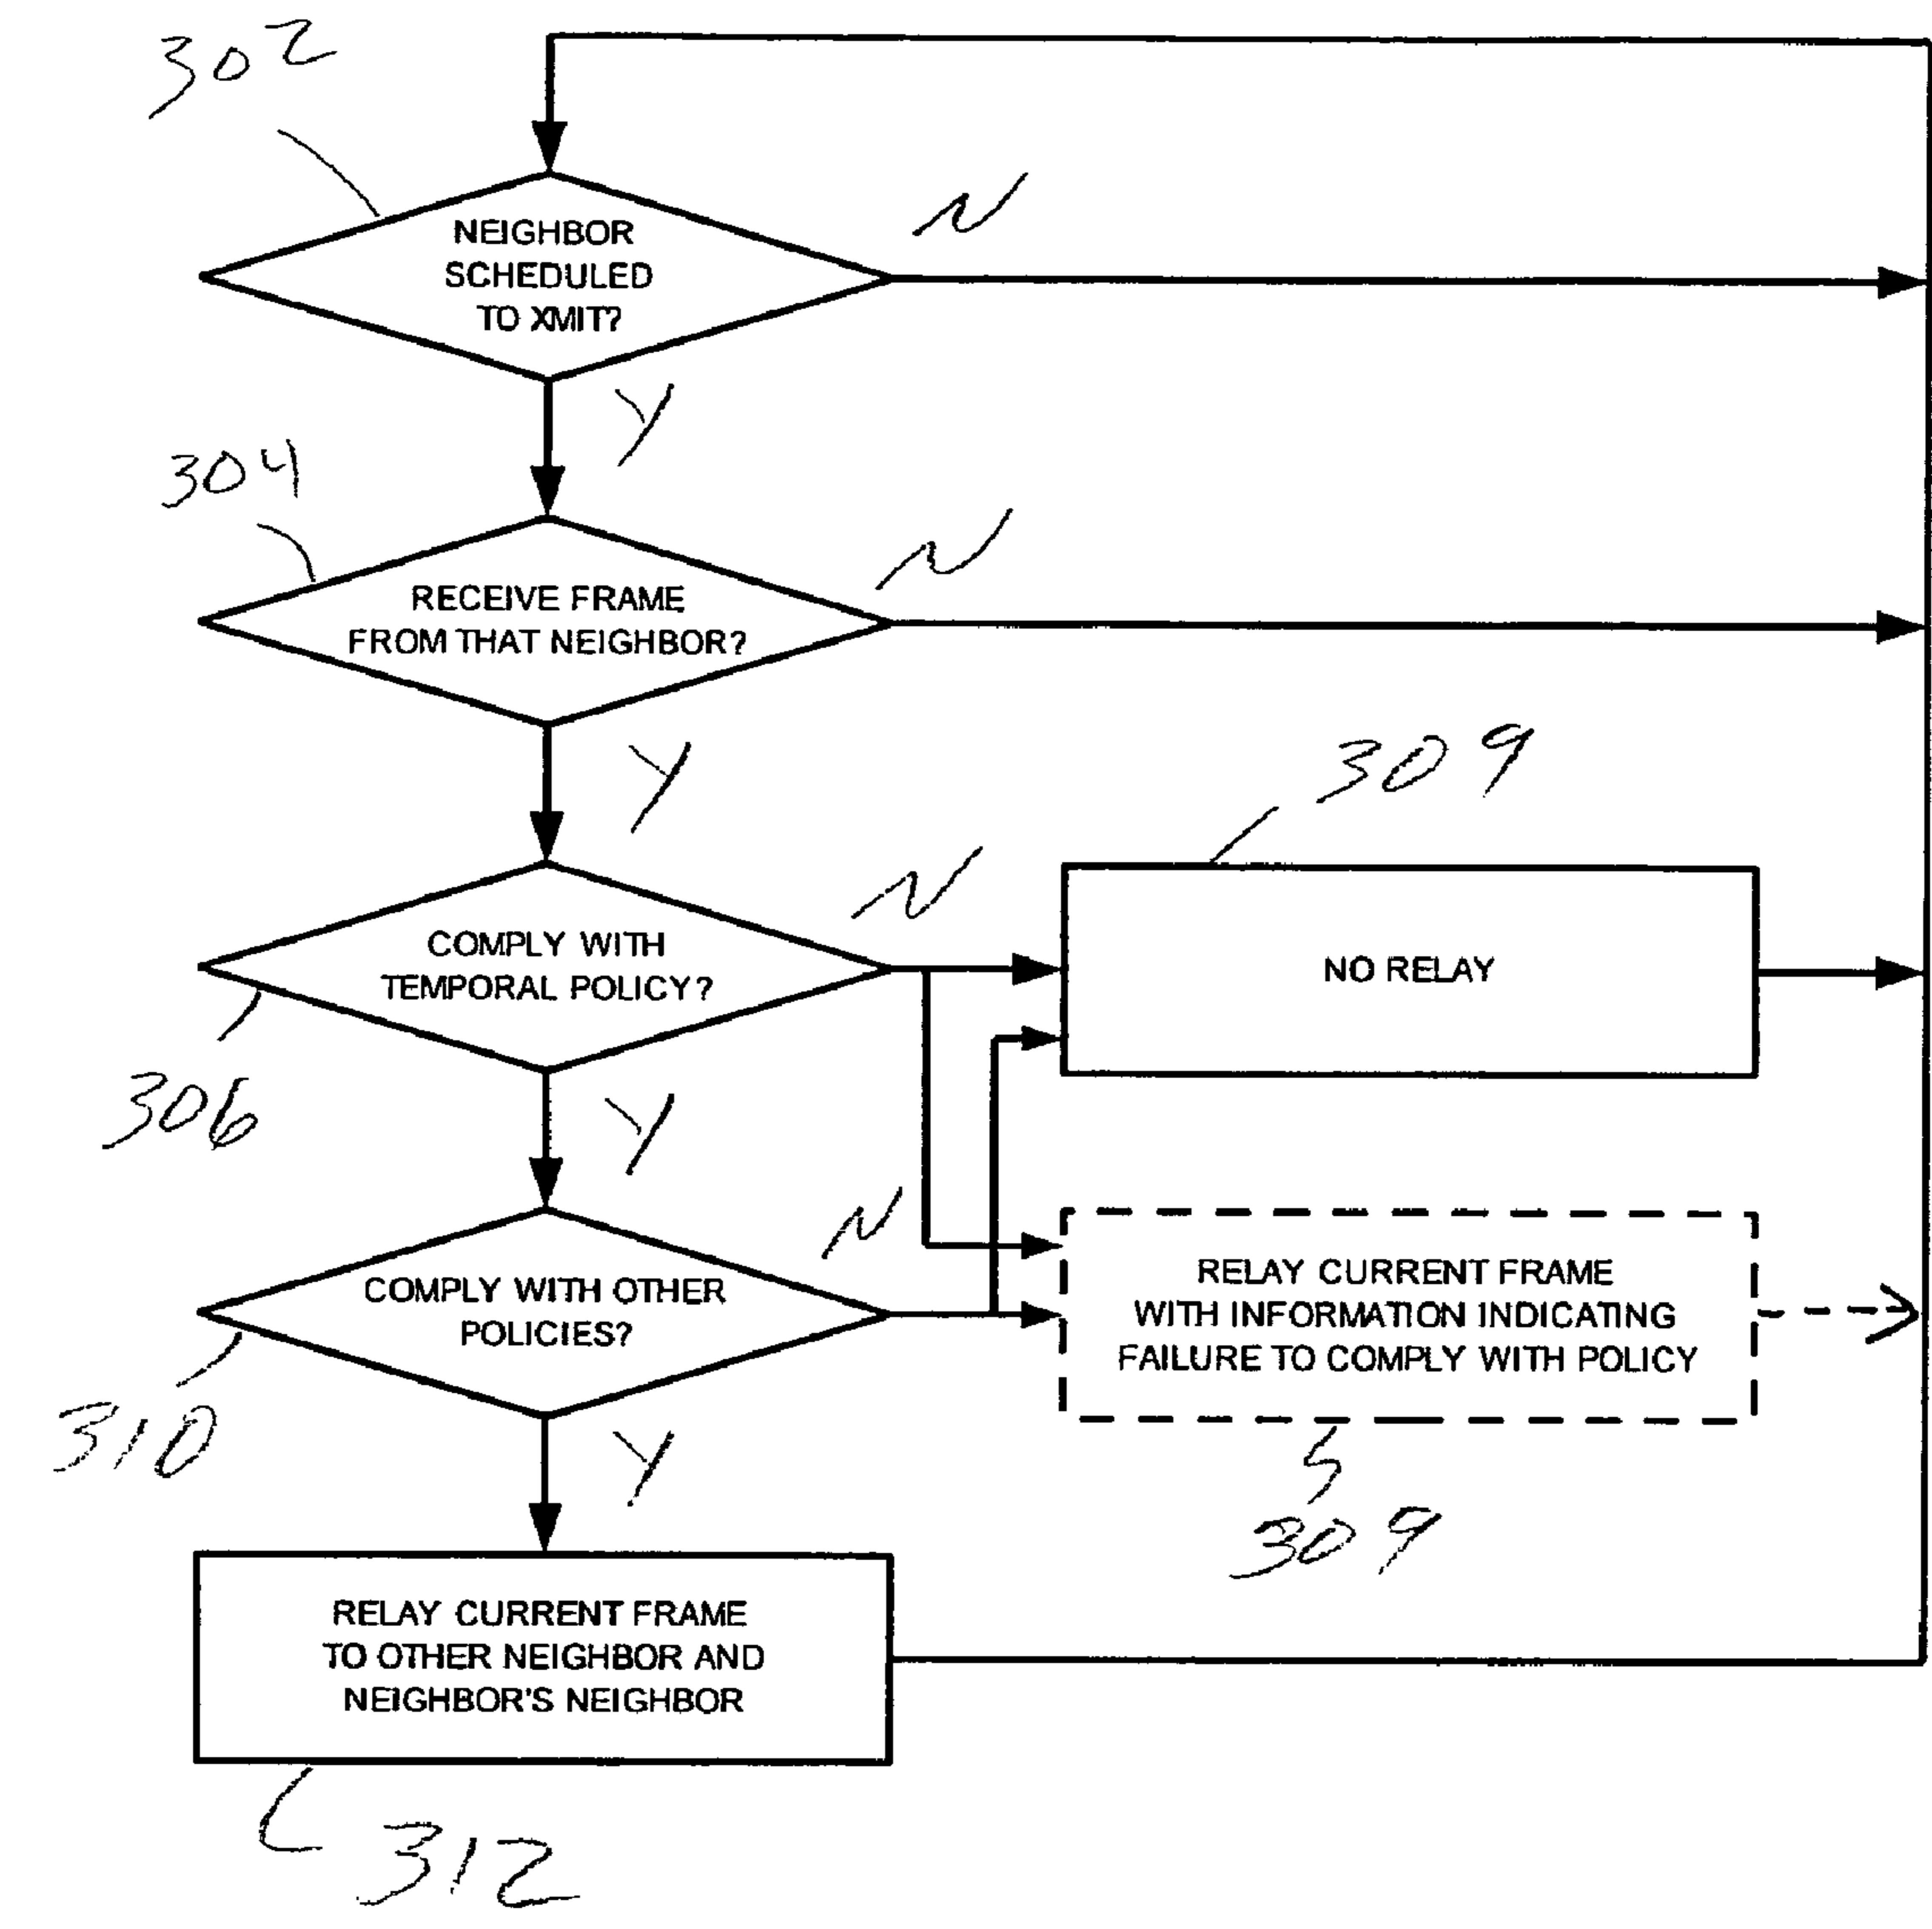 302
N
NEIGHBOR
SCHEDULED
TO XMIT?
Y
304
N
RECEIVE FRAME
FROM THAT NEIGHBOR?
Y
309
N
COMPLY WITH
TEMPORAL POLICY?
NO RELAY
306
Y
N
COMPLY WITH OTHER
POLICIES?
RELAY CURRENT FRAME
WITH INFORMATION INDICATING
FAILURE TO COMPLY WITH POLICY
310
Y
309
RELAY CURRENT FRAME
TO OTHER NEIGHBOR AND
NEIGHBOR'S NEIGHBOR
312